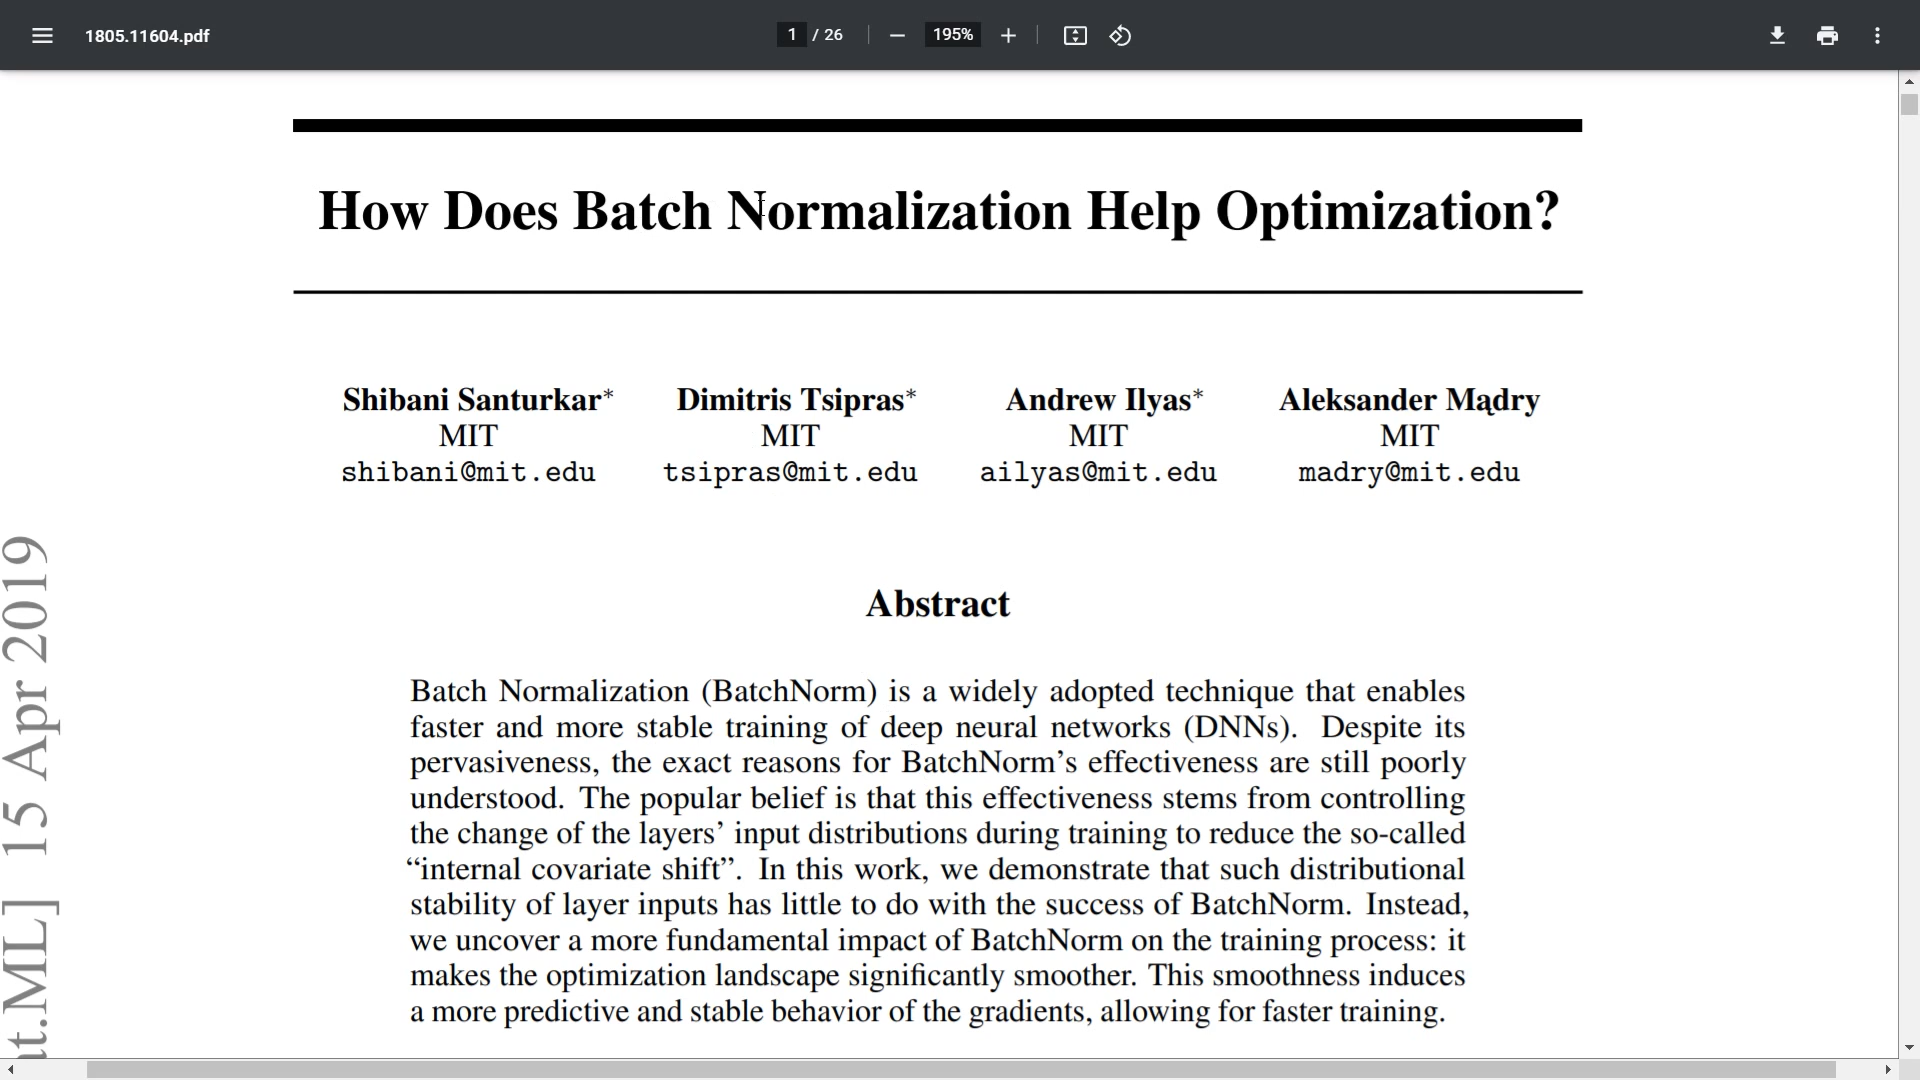 1805.11604.pdf
1 / 26
195%
How Does Batch Normalization Help Optimization?
Shibani Santurkar* Dimitris Tsipras* Andrew Ilyas* Aleksander Mądry
MIT MIT MIT MIT
shibani@mit.edu tsipras@mit.edu ailyas@mit.edu madry@mit.edu
Abstract
Batch Normalization (BatchNorm) is a widely adopted technique that enables
faster and more stable training of deep neural networks (DNNs). Despite its
pervasiveness, the exact reasons for BatchNorm’s effectiveness are still poorly
understood. The popular belief is that this effectiveness stems from controlling
the change of the layers’ input distributions during training to reduce the so-called
“internal covariate shift”. In this work, we demonstrate that such distributional
stability of layer inputs has little to do with the success of BatchNorm. Instead,
we uncover a more fundamental impact of BatchNorm on the training process: it
makes the optimization landscape significantly smoother. This smoothness induces
a more predictive and stable behavior of the gradients, allowing for faster training.
at.ML] 15 Apr 2019